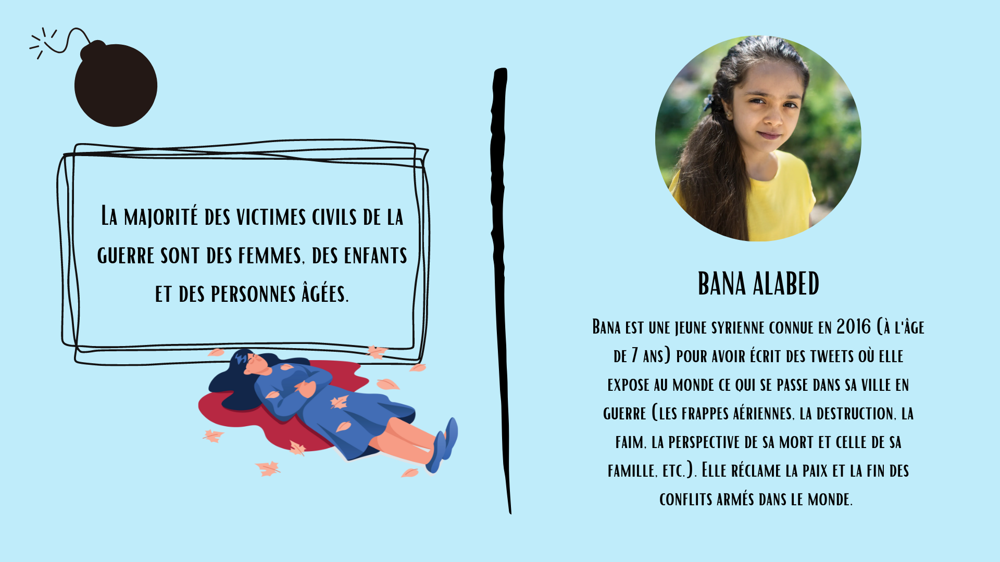 La majorité des victimes civils de la
guerre sont des femmes, des enfants
et des personnes âgées.
BANA ALABED
Bana est une jeune syrienne connue en 2016 (à l'âge
de 7 ans) pour avoir écrit des tweets où elle
expose au monde ce qui se passe dans sa ville en
guerre (les frappes aériennes, la destruction, la
faim, la perspective de sa mort et celle de sa
famille, etc.). Elle réclame la paix et la fin des
conflits armés dans le monde.